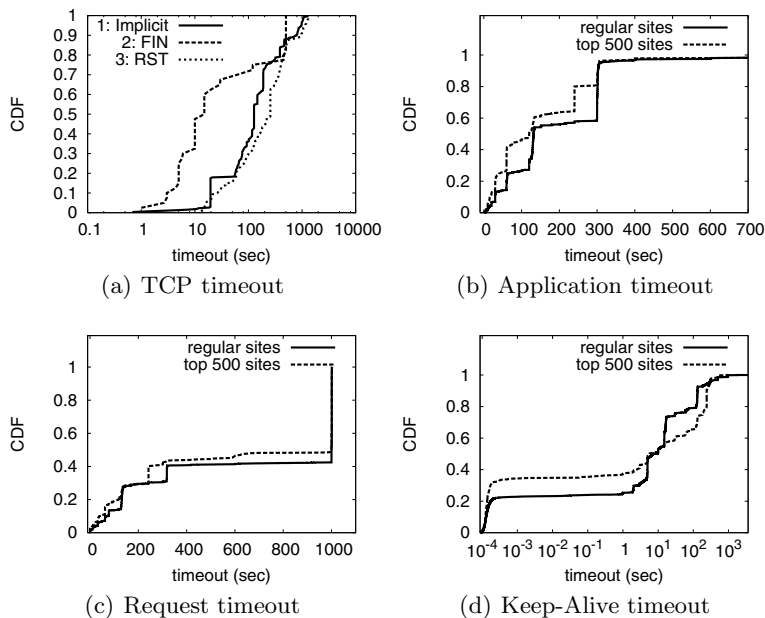 1: Implicit
2: FIN
3: RST
CDF
1
0.9
0.8
0.7
0.6
0.5
0.4
0.3
0.2
0.1
0
0.1 1 10 100 1000 10000
timeout (sec)
(a) TCP timeout
regular sites
top 500 sites
CDF
1
0.8
0.6
0.4
0.2
0
0 100 200 300 400 500 600 700
timeout (sec)
(b) Application timeout
regular sites
top 500 sites
CDF
1
0.8
0.6
0.4
0.2
0
0 200 400 600 800 1000
timeout (sec)
(c) Request timeout
regular sites
top 500 sites
CDF
1
0.8
0.6
0.4
0.2
0
10⁻⁴ 10⁻³ 10⁻² 10⁻¹ 1 10¹ 10² 10³
timeout (sec)
(d) Keep-Alive timeout